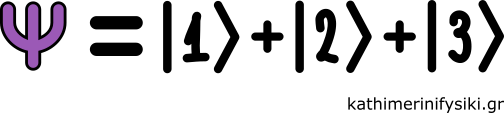 Ψ = |1⟩ + |2⟩ + |3⟩
kathimerinifysiki.gr